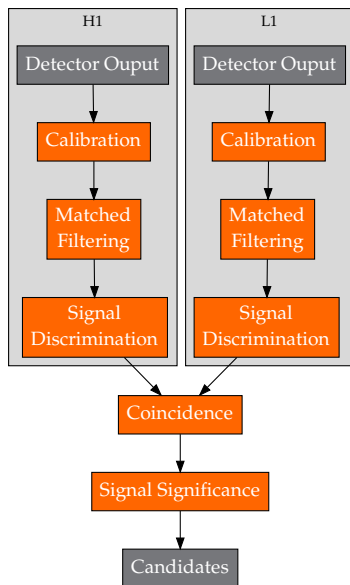 H1
Detector Ouput
Calibration
Matched
Filtering
Signal
Discrimination
L1
Detector Ouput
Calibration
Matched
Filtering
Signal
Discrimination
Coincidence
Signal Significance
Candidates